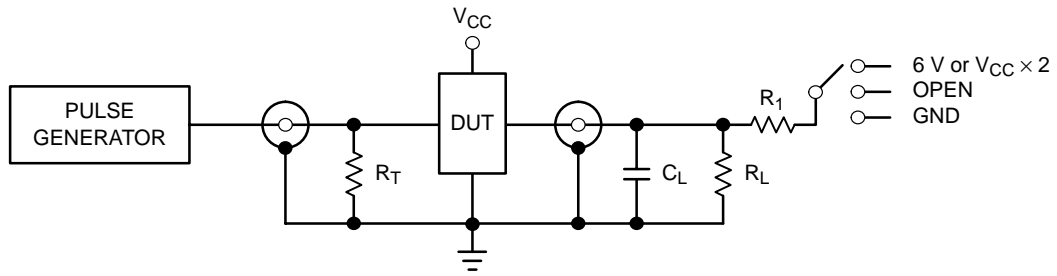 V_CC
6 V or V_CC × 2
PULSE
GENERATOR
DUT
R_1
OPEN
GND
R_T
C_L
R_L